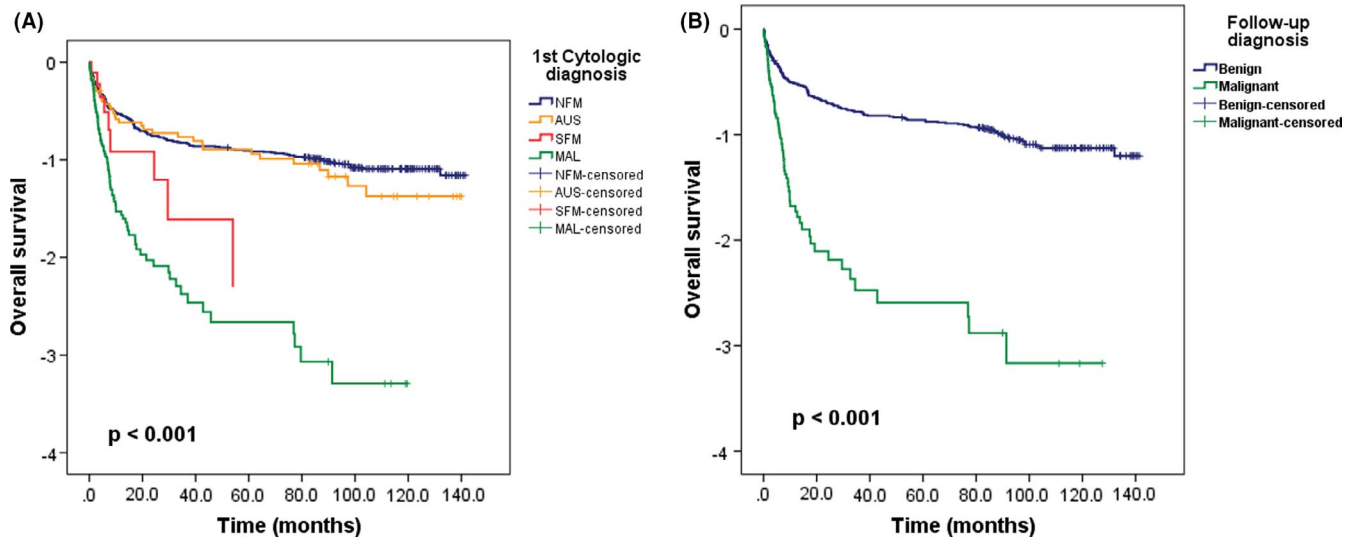 (A)
1st Cytologic
diagnosis
NFM
AUS
SFM
MAL
NFM-censored
AUS-censored
SFM-censored
MAL-censored
Overall survival
0
-1
-2
-3
-4
p < 0.001
.0 20.0 40.0 60.0 80.0 100.0 120.0 140.0
Time (months)
(B)
Follow-up
diagnosis
Benign
Malignant
Benign-censored
Malignant-censored
Overall survival
0
-1
-2
-3
-4
p < 0.001
.0 20.0 40.0 60.0 80.0 100.0 120.0 140.0
Time (months)